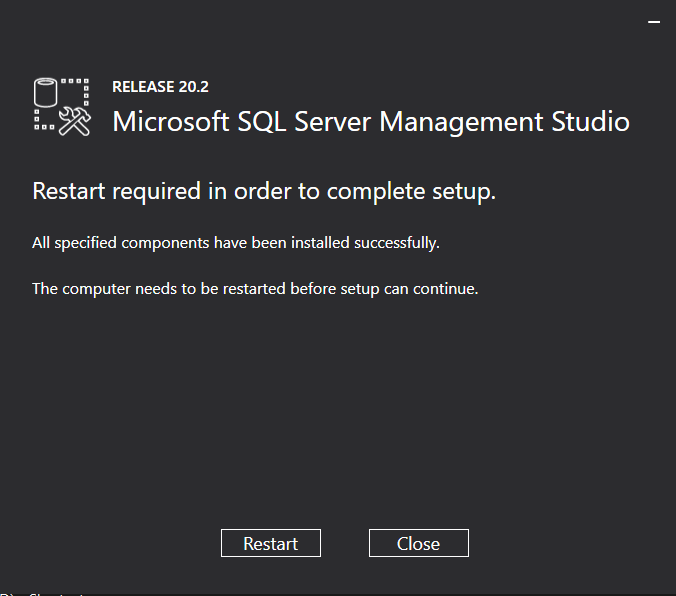 RELEASE 20.2
Microsoft SQL Server Management Studio
Restart required in order to complete setup.
All specified components have been installed successfully.
The computer needs to be restarted before setup can continue.
Restart Close